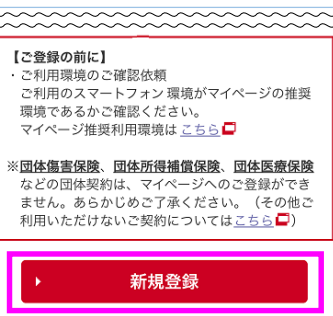 【ご登録の前に】
・ご利用環境のご確認依頼
ご利用のスマートフォン環境がマイページの推奨
環境であるかご確認ください。
マイページ推奨利用環境は こちら
※団体傷害保険、団体所得補償保険、団体医療保険
などの団体契約は、マイページへのご登録ができ
ません。あらかじめご了承ください。（その他ご
利用いただけないご契約についてはこちら）
新規登録